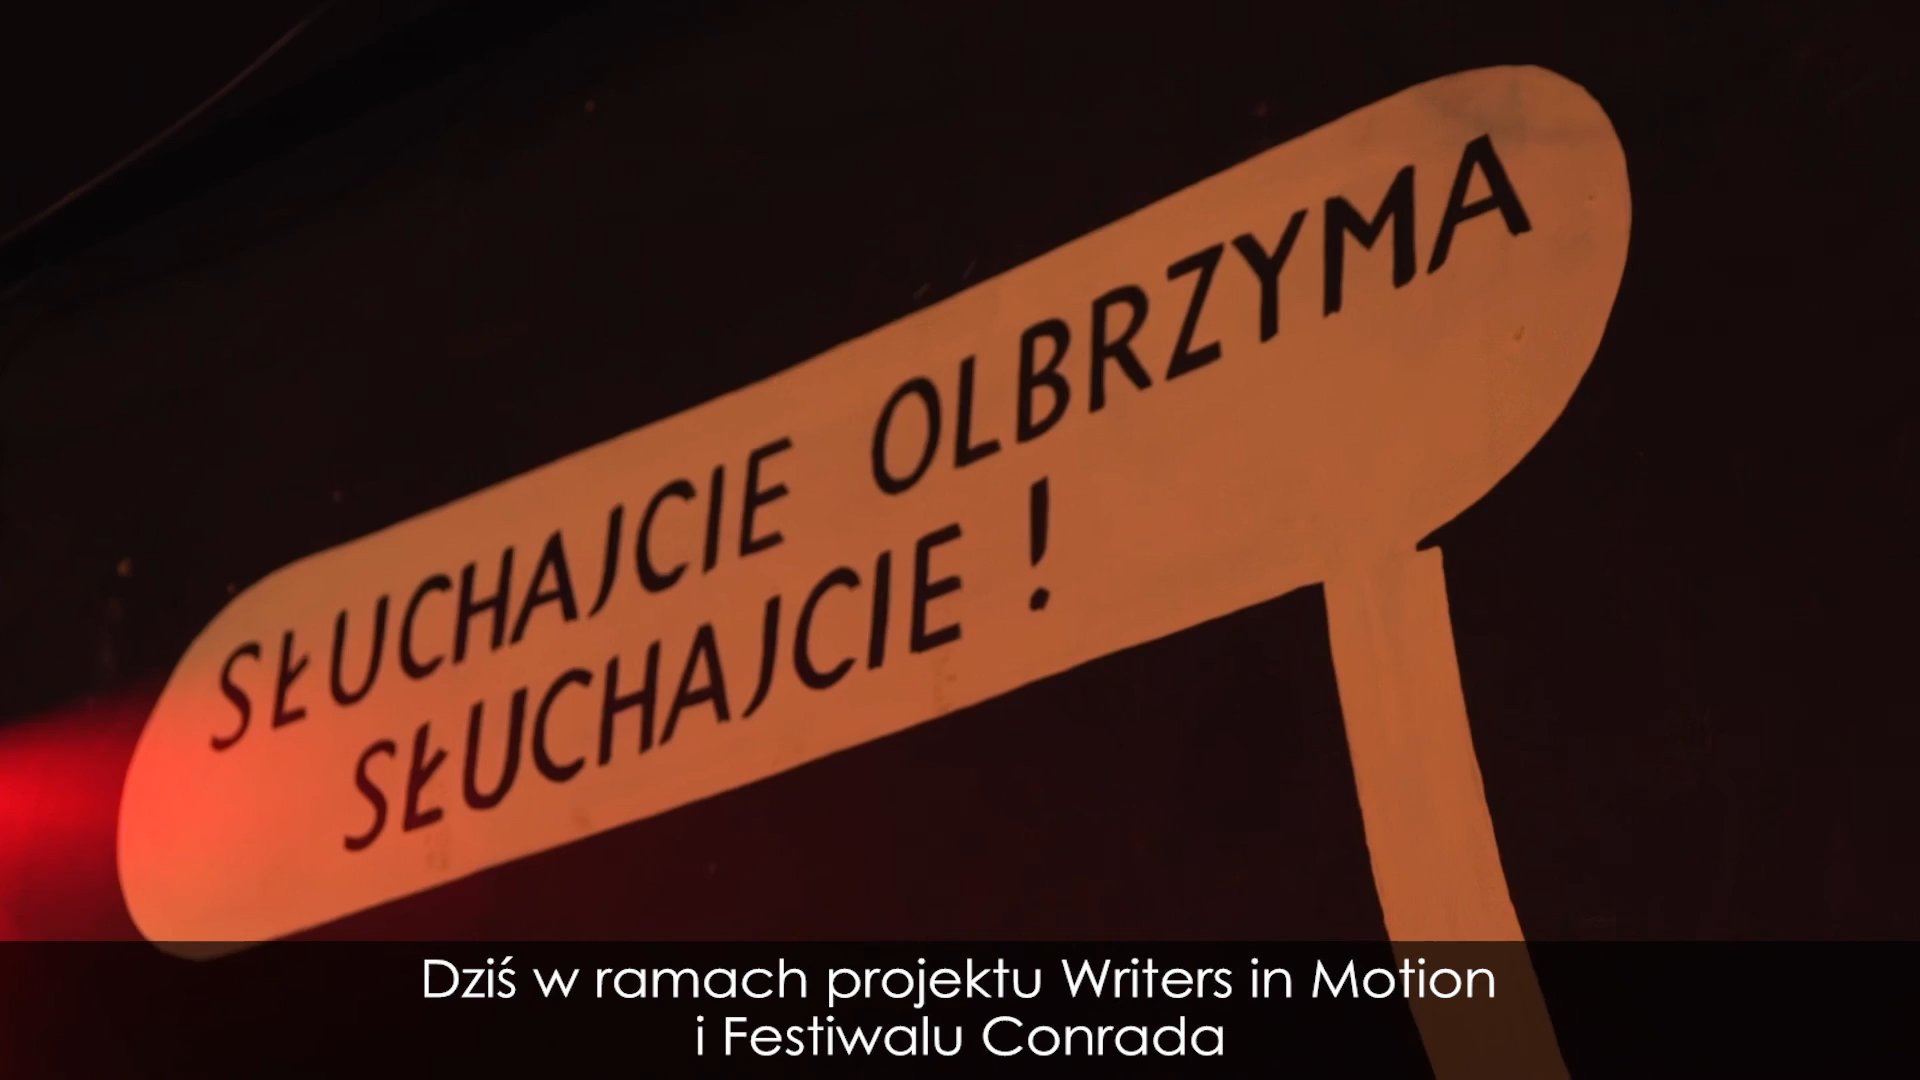 SŁUCHAJCIE OLBRZYMA
SŁUCHAJCIE !
Dziś w ramach projektu Writers in Motion
i Festiwalu Conrada